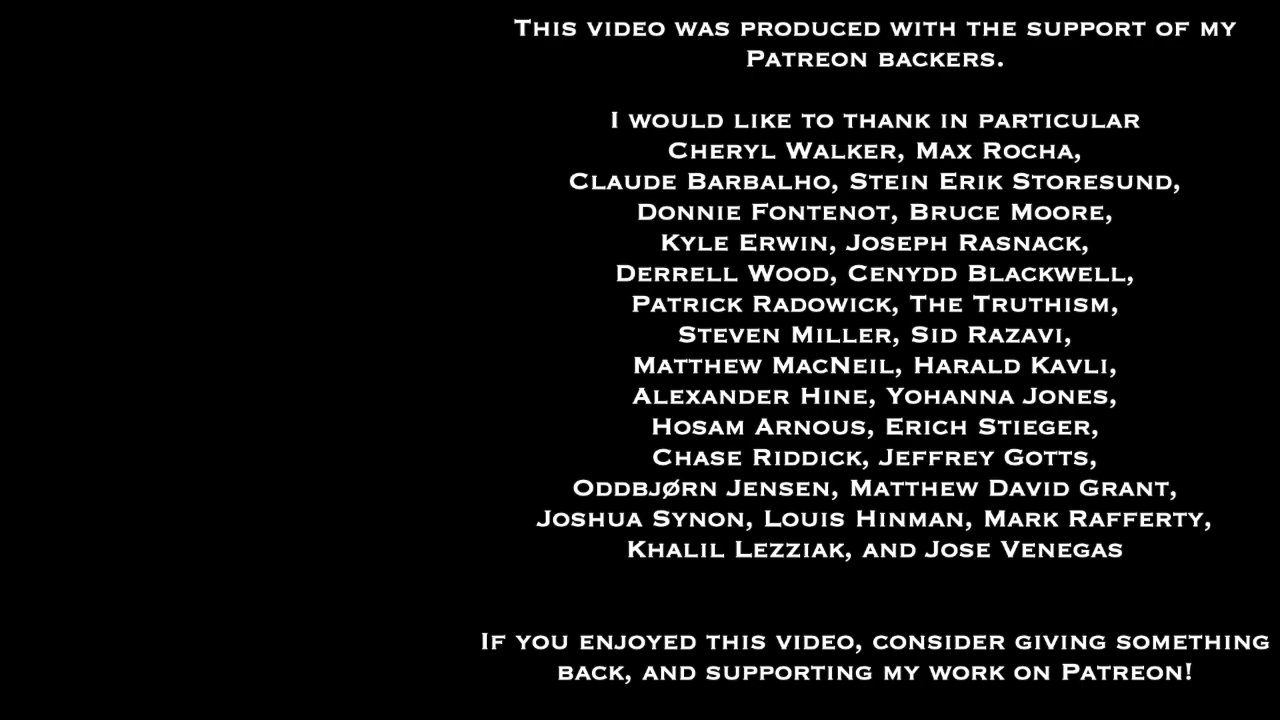 This video was produced with the support of my
Patreon backers.
I would like to thank in particular
Cheryl Walker, Max Rocha,
Claude Barbalho, Stein Erik Storesund,
Donnie Fontenot, Bruce Moore,
Kyle Erwin, Joseph Rasnack,
Derrell Wood, Cenydd Blackwell,
Patrick Radowick, The Truthism,
Steven Miller, Sid Razavi,
Matthew MacNeil, Harald Kavli,
Alexander Hine, Yohanna Jones,
Hosam Arnous, Erich Stieger,
Chase Riddick, Jeffrey Gotts,
Oddbjørn Jensen, Matthew David Grant,
Joshua Synon, Louis Hinman, Mark Rafferty,
Khalil Lezziak, and Jose Venegas
If you enjoyed this video, consider giving something
back, and supporting my work on Patreon!